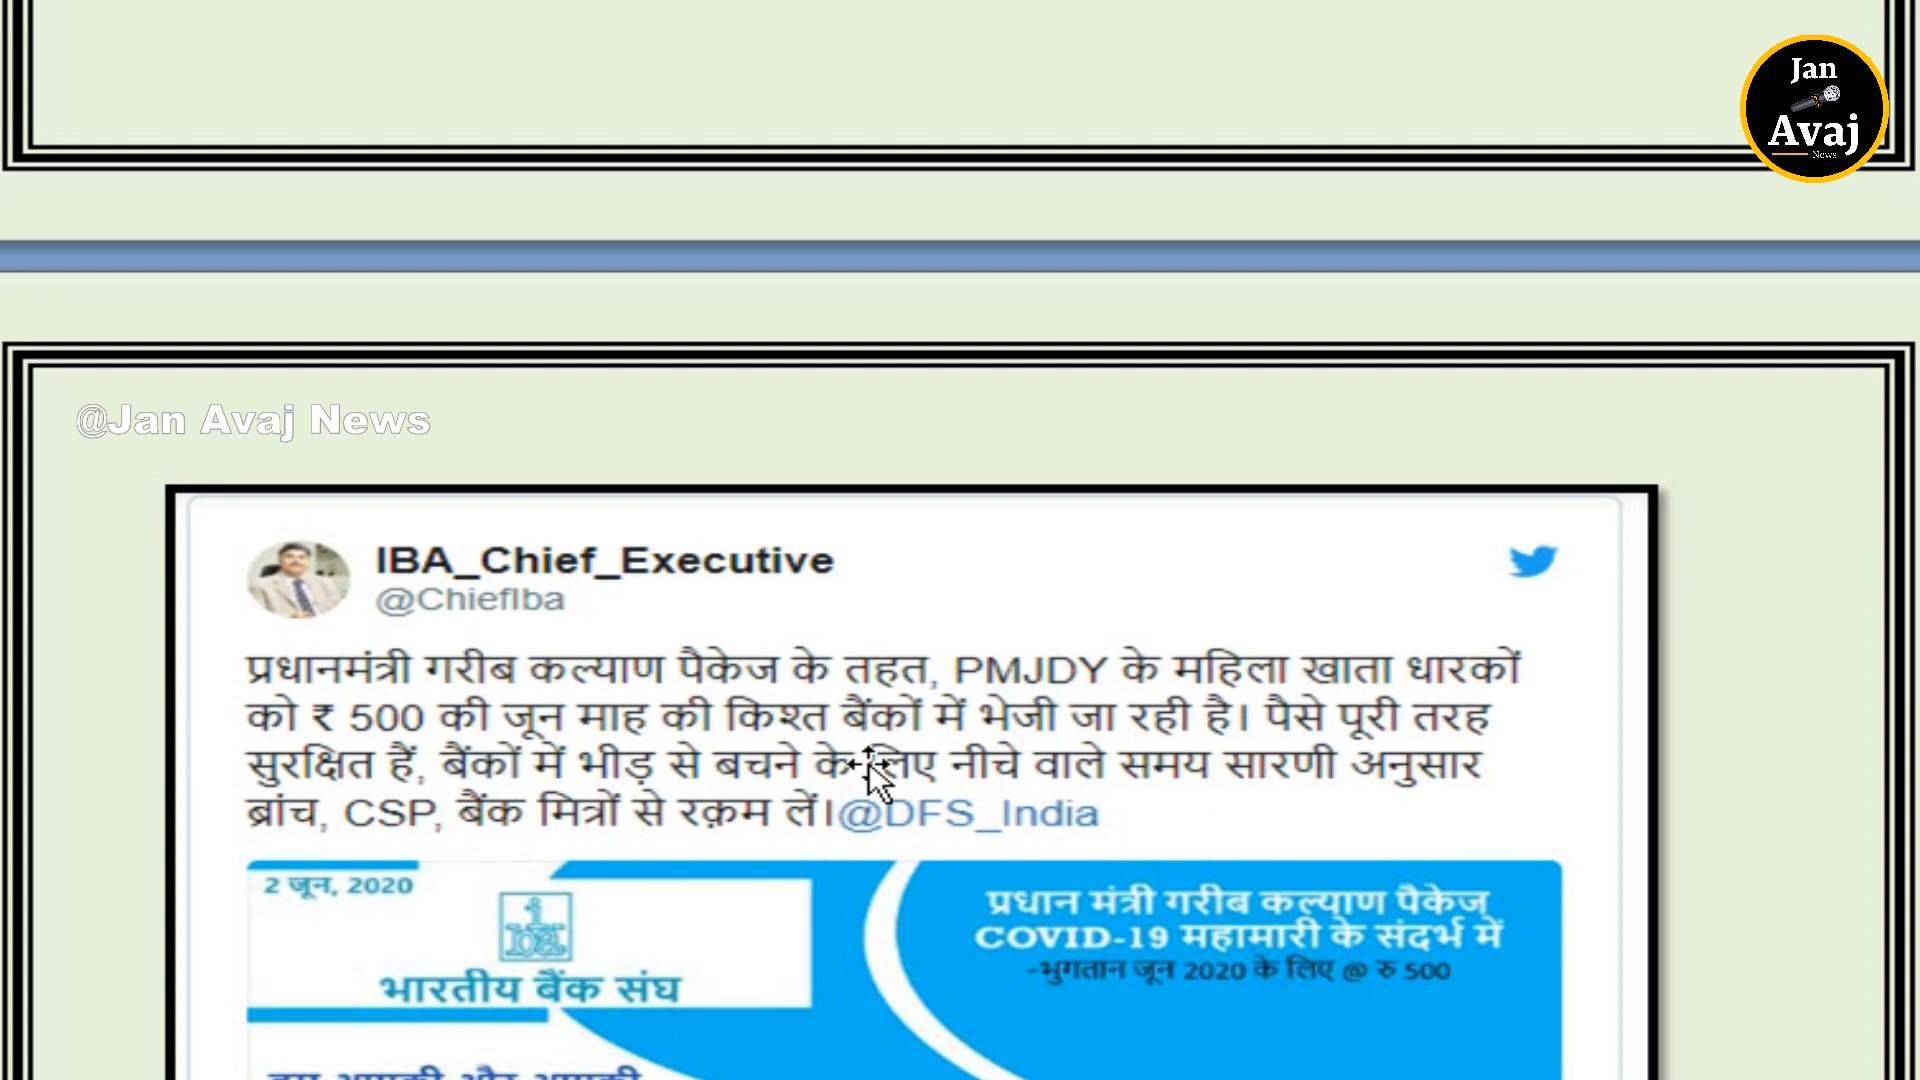 Jan
Avaj
News
@Jan Avaj News
IBA_Chief_Executive
@ChiefIba
प्रधानमंत्री गरीब कल्याण पैकेज के तहत, PMJDY के महिला खाता धारकों
को ₹ 500 की जून माह की किश्त बैंकों में भेजी जा रही है। पैसे पूरी तरह
सुरक्षित हैं, बैंकों में भीड़ से बचने के लिए नीचे वाले समय सारणी अनुसार
ब्रांच, CSP, बैंक मित्रों से रक़म लें।@DFS_India
2 जून, 2020
iba
भारतीय बैंक संघ
प्रधान मंत्री गरीब कल्याण पैकेज
COVID-19 महामारी के संदर्भ में
-भुगतान जून 2020 के लिए @ रु 500